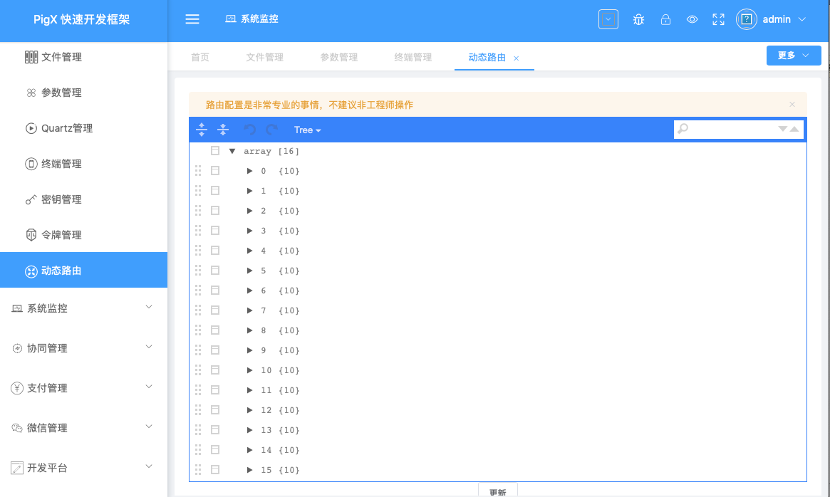 PigX 快速开发框架
系统监控
admin
文件管理
参数管理
Quartz管理
终端管理
密钥管理
令牌管理
动态路由
系统监控
协同管理
支付管理
微信管理
开发平台
首页
文件管理
参数管理
终端管理
动态路由
更多
路由配置是非常专业的事情，不建议非工程师操作
Tree
array [16]
0 {10}
1 {10}
2 {10}
3 {10}
4 {10}
5 {10}
6 {10}
7 {10}
8 {10}
9 {10}
10 {10}
11 {10}
12 {10}
13 {10}
14 {10}
15 {10}
更新